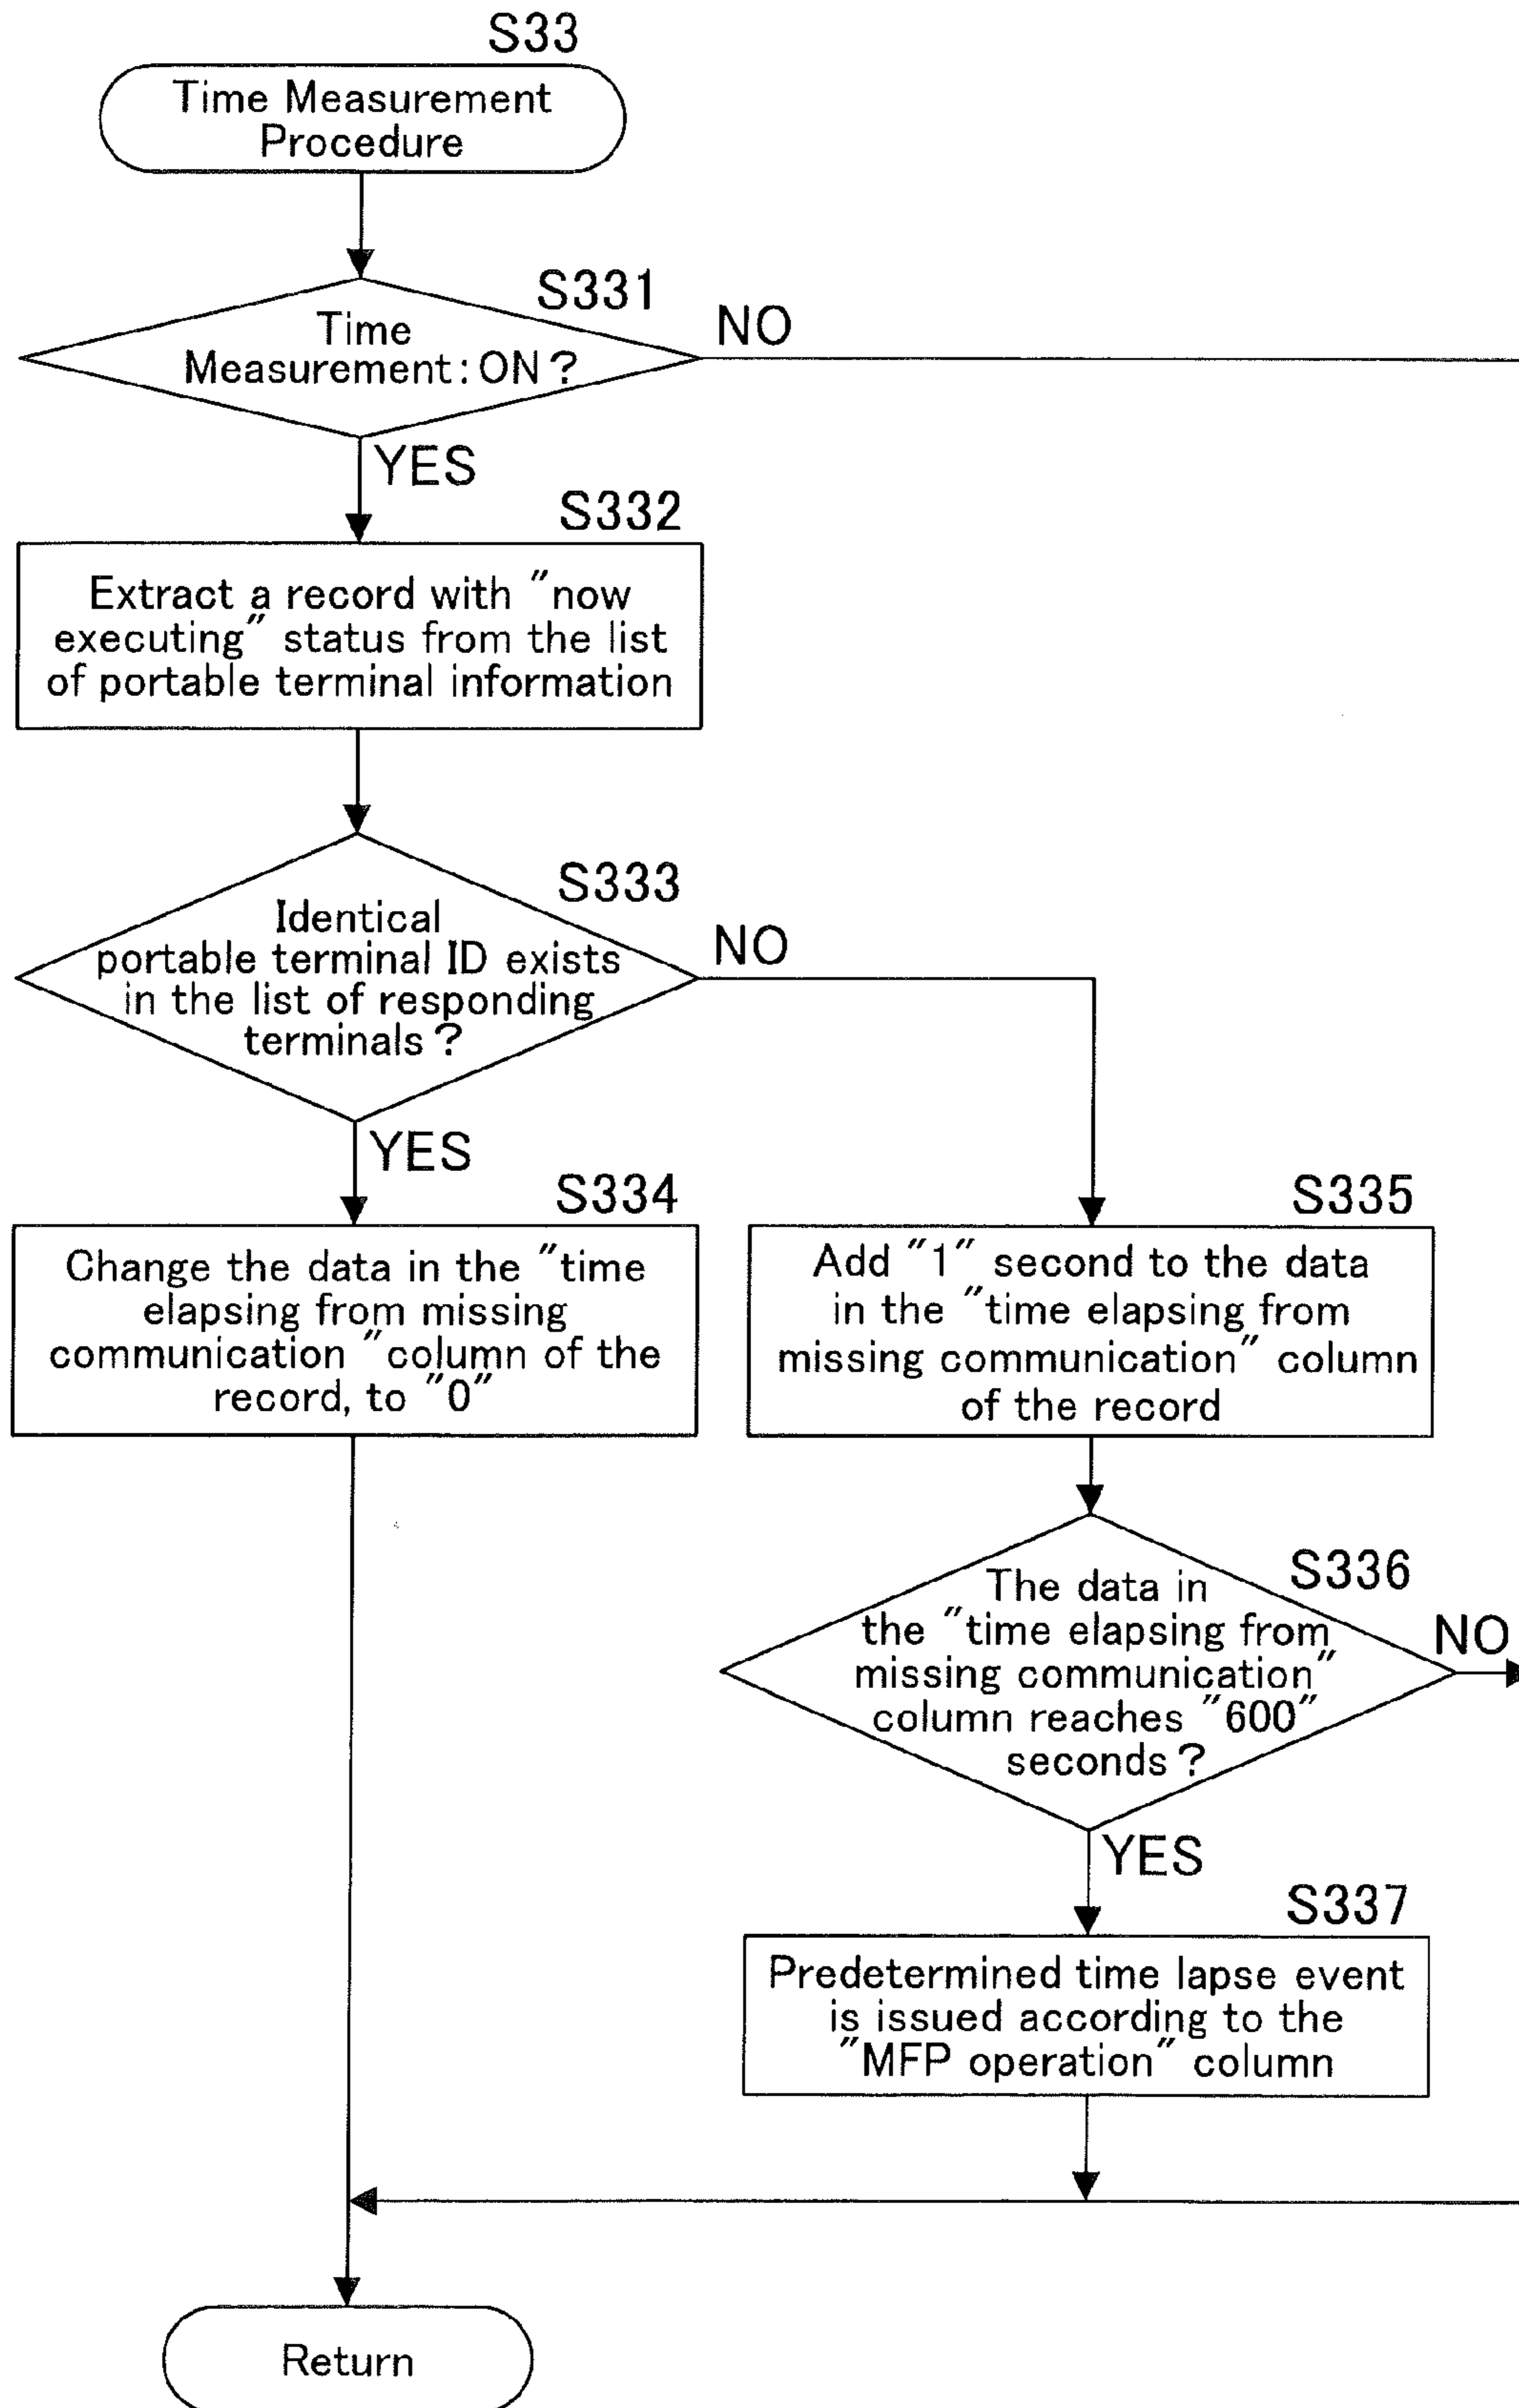 S33
Time Measurement
Procedure
S331
Time
Measurement: ON?
NO
YES
S332
Extract a record with "now
executing" status from the list
of portable terminal information
S333
Identical
portable terminal ID exists
in the list of responding
terminals?
NO
YES
S334
Change the data in the "time
elapsing from missing
communication "column of the
record, to "0"
S335
Add "1" second to the data
in the "time elapsing from
missing communication" column
of the record
S336
The data in
the "time elapsing from
missing communication"
column reaches "600"
seconds?
NO
YES
S337
Predetermined time lapse event
is issued according to the
"MFP operation" column
Return